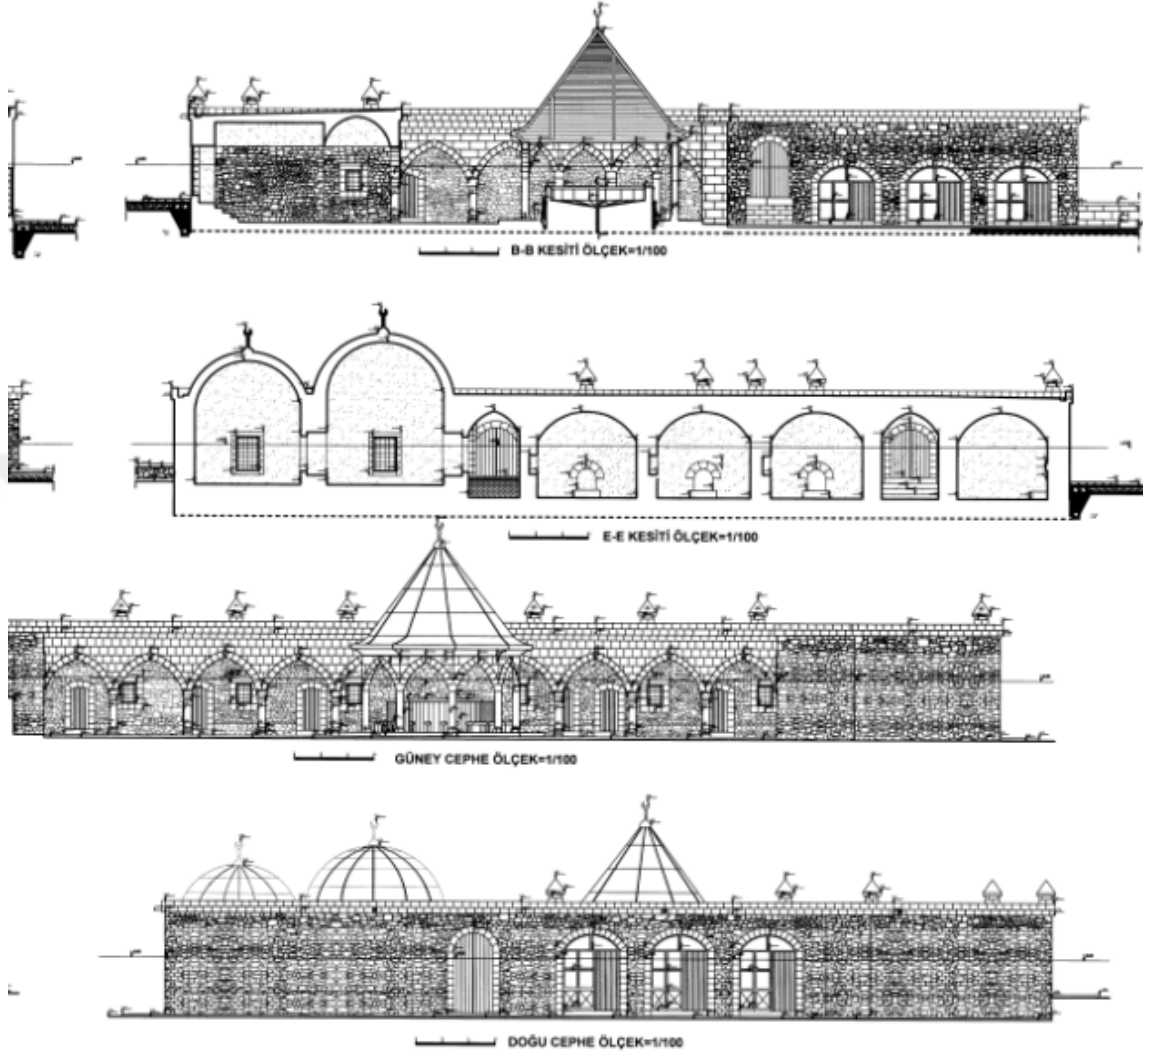 B-B KESİTİ ÖLÇEK=1/100
E-E KESİTİ ÖLÇEK=1/100
GÜNEY CEPHE ÖLÇEK=1/100
DOĞU CEPHE ÖLÇEK=1/100